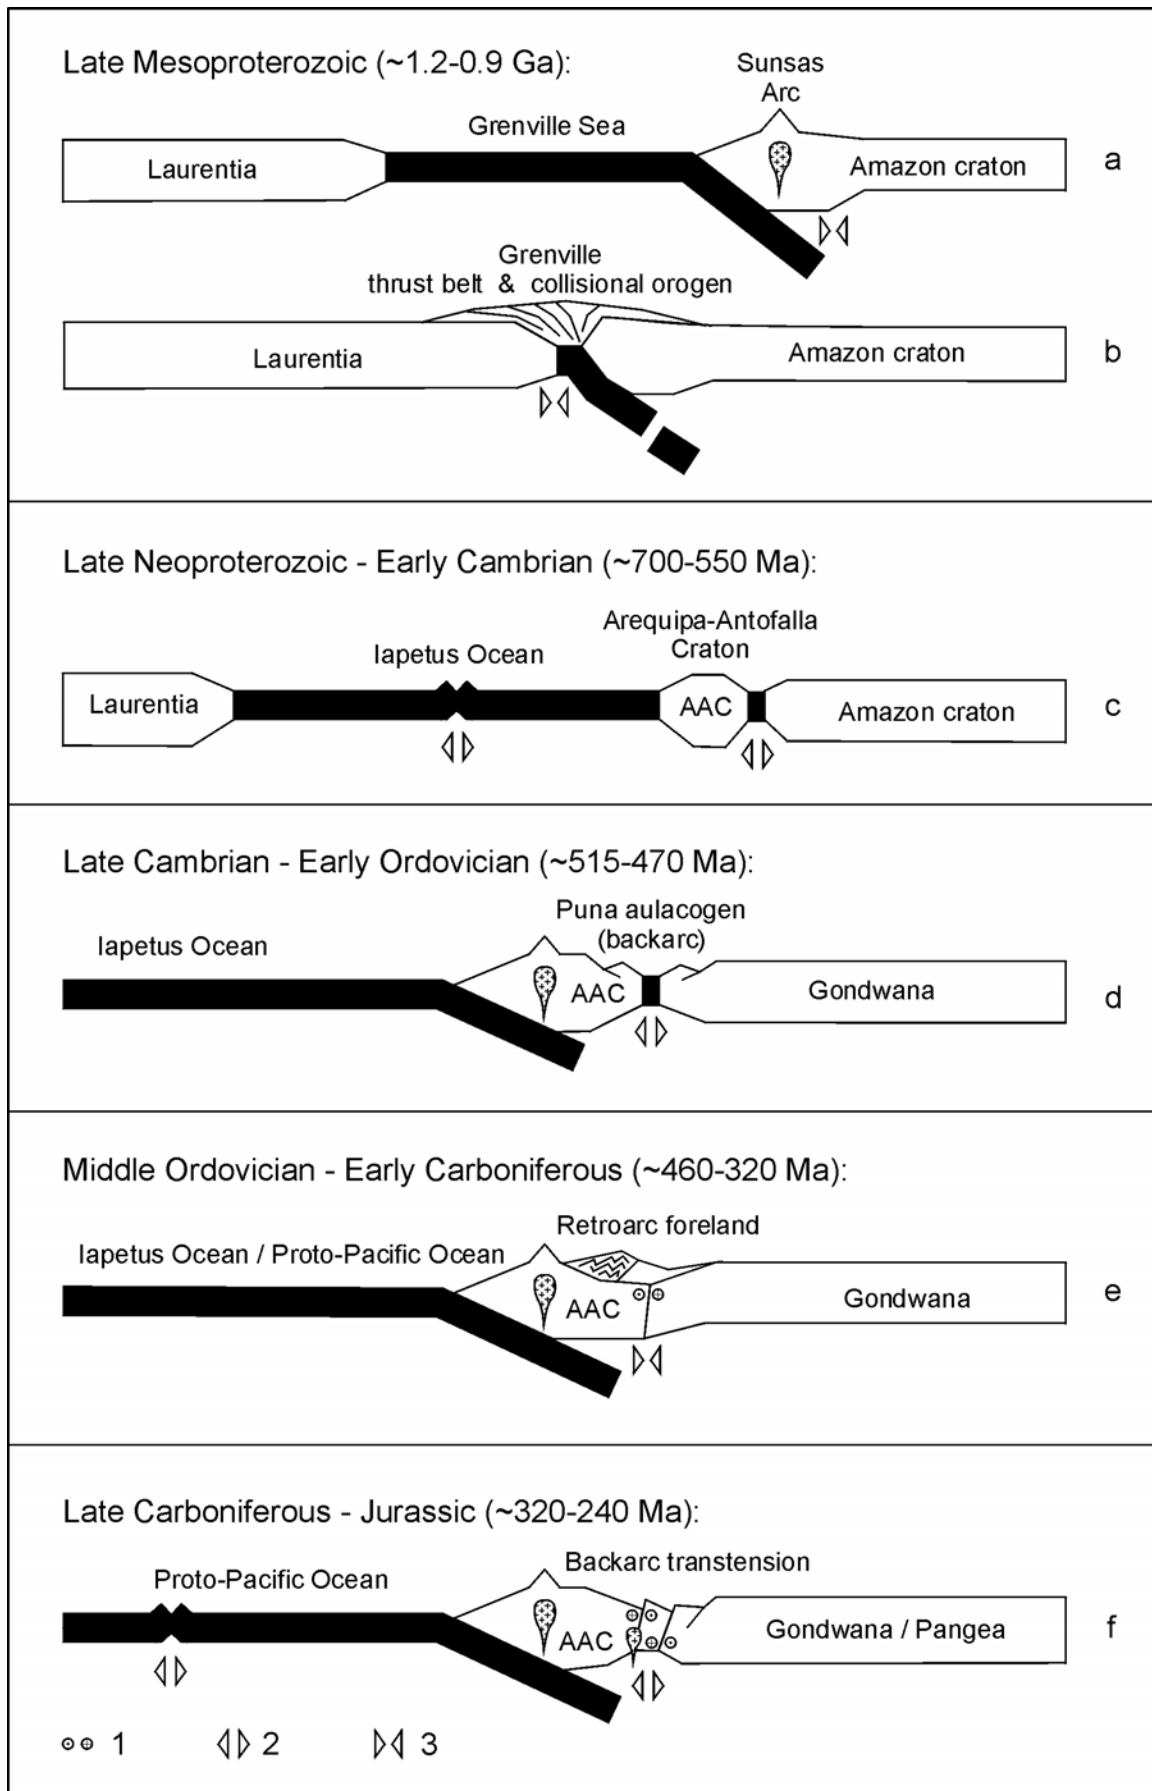 Late Mesoproterozoic (~1.2-0.9 Ga):
Sunsas
Arc
Grenville Sea
Laurentia
Amazon craton
a
Grenville
thrust belt & collisional orogen
Laurentia
Amazon craton
b
Late Neoproterozoic - Early Cambrian (~700-550 Ma):
Arequipa-Antofalla
Craton
Iapetus Ocean
Laurentia
AAC
Amazon craton
c
Late Cambrian - Early Ordovician (~515-470 Ma):
Puna aulacogen
(backarc)
Iapetus Ocean
AAC
Gondwana
d
Middle Ordovician - Early Carboniferous (~460-320 Ma):
Retroarc foreland
Iapetus Ocean / Proto-Pacific Ocean
AAC
Gondwana
e
Late Carboniferous - Jurassic (~320-240 Ma):
Backarc transtension
Proto-Pacific Ocean
AAC
Gondwana / Pangea
f
1
2
3